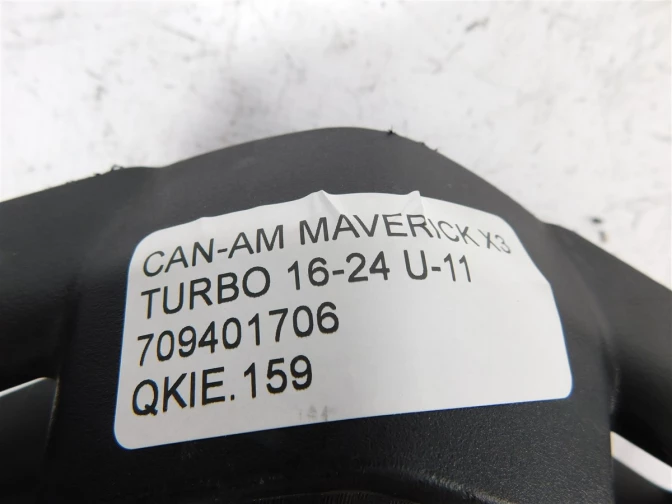 CAN-AM MAVERICK X3
TURBO 16-24 U-11
709401706
QKIE.159